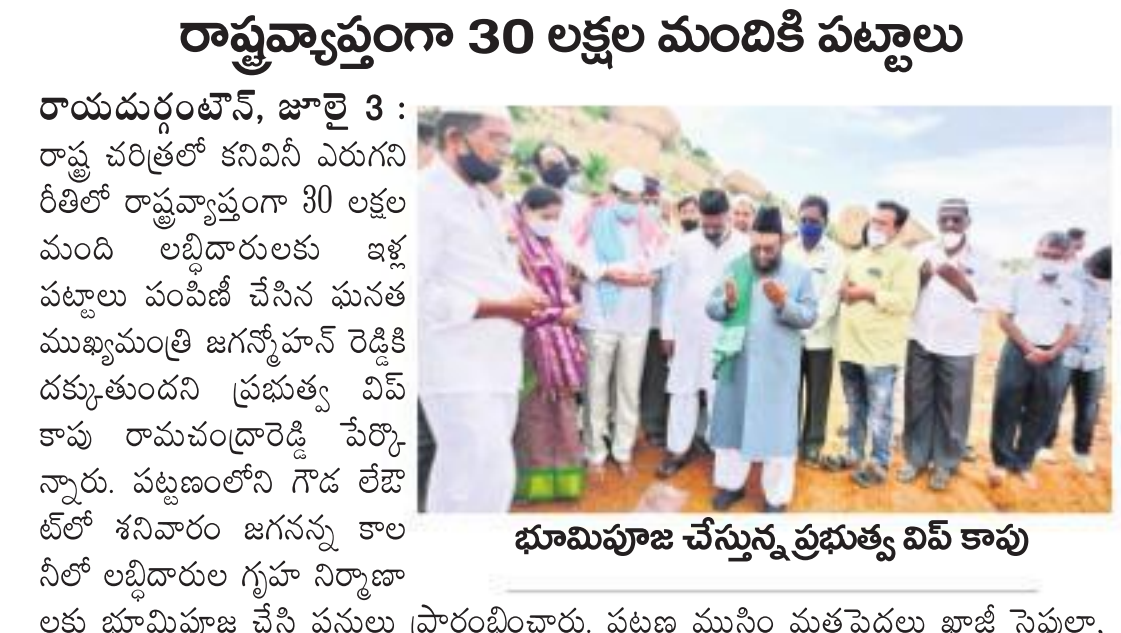 రాష్ట్రవ్యాప్తంగా 30 లక్షల మందికి పట్టాలు
రాయదుర్గంటౌన్, జూలై 3 :
రాష్ట్ర చరిత్రలో కనివినీ ఎరుగని
రీతిలో రాష్ట్రవ్యాప్తంగా 30 లక్షల
మంది లబ్ధిదారులకు ఇళ్ల
పట్టాలు పంపిణీ చేసిన ఘనత
ముఖ్యమంత్రి జగన్మోహన్ రెడ్డికి
దక్కుతుందని ప్రభుత్వ విప్
కాపు రామచంద్రారెడ్డి పేర్కొ
న్నారు. పట్టణంలోని గౌడ లేఔ
ట్‌లో శనివారం జగనన్న కాల
నీలో లబ్ధిదారుల గృహ నిర్మాణా
భూమిపూజ చేస్తున్న ప్రభుత్వ విప్ కాపు
లకు భూమిపూజ చేసి పనులు ప్రారంభించారు. పట్టణ ముస్లిం మతపెద్దలు ఖాజీ సైపుల్లా,